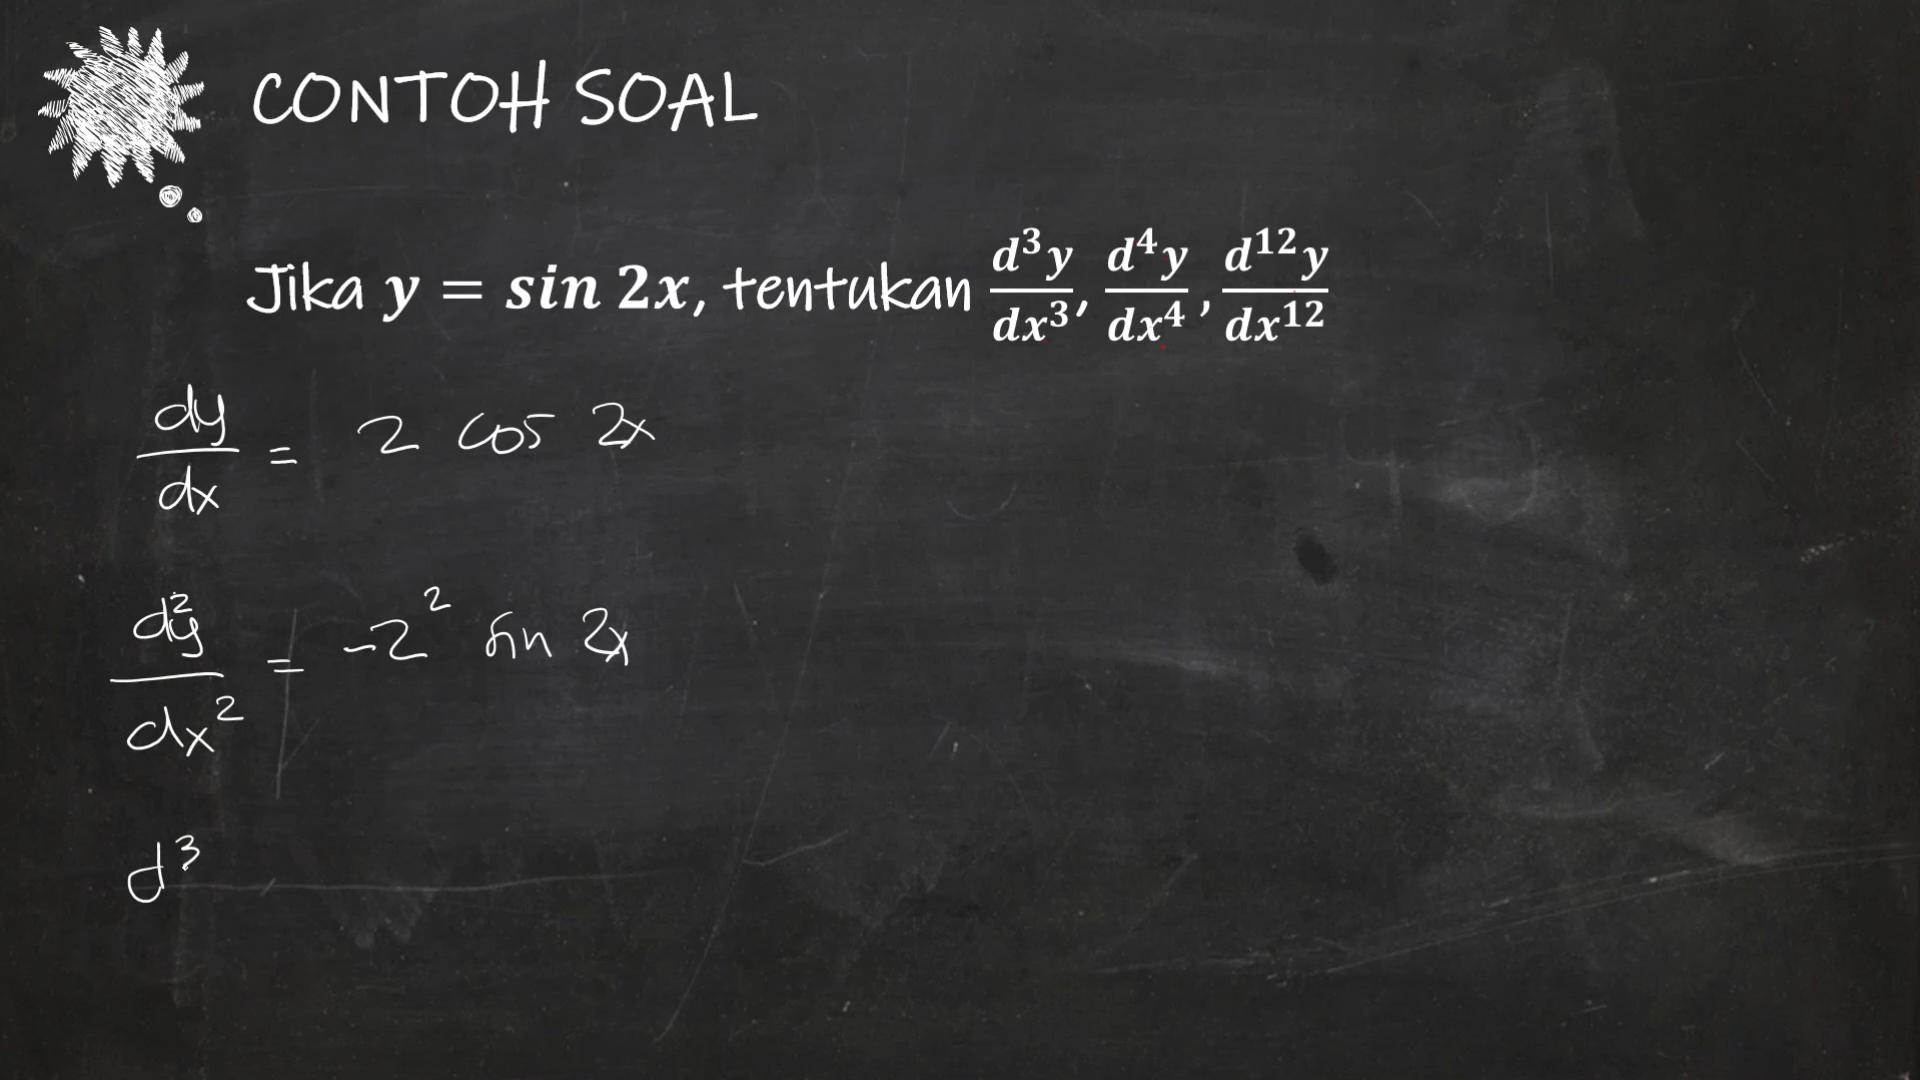 CONTOH SOAL
Jika y = sin 2x, tentukan d³y/dx³, d⁴y/dx⁴, d¹²y/dx¹²
dy/dx = 2 cos 2x
d²y/dx² = -2² sin 2x
d³